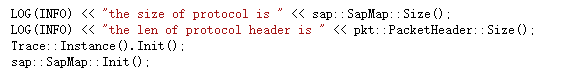 LOG(INFO) << "the size of protocol is " << sap::SapMap::Size();
LOG(INFO) << "the len of protocol header is " << pkt::PacketHeader::Size();
Trace::Instance().Init();
sap::SapMap::Init();